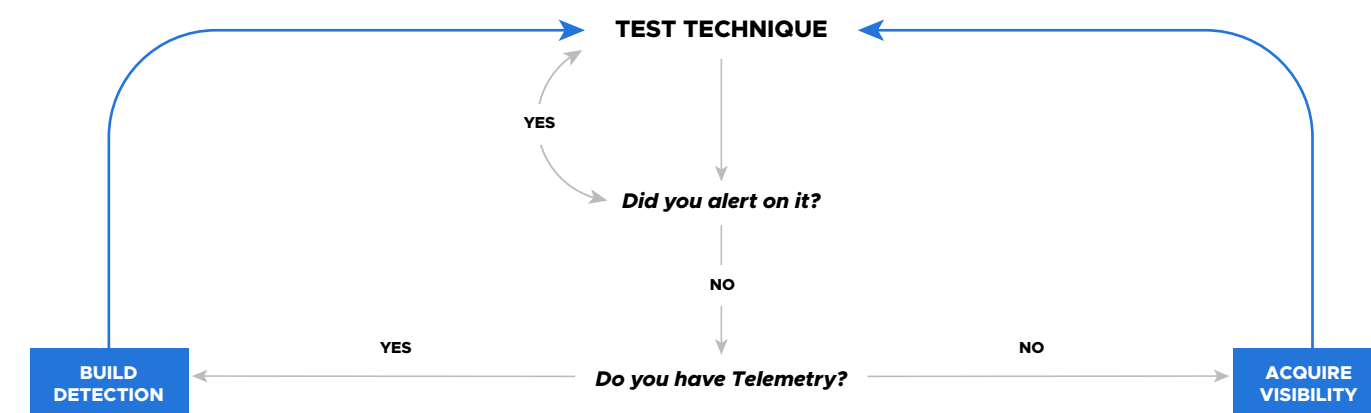 TEST TECHNIQUE
YES
Did you alert on it?
NO
YES
NO
Do you have Telemetry?
BUILD
DETECTION
ACQUIRE
VISIBILITY